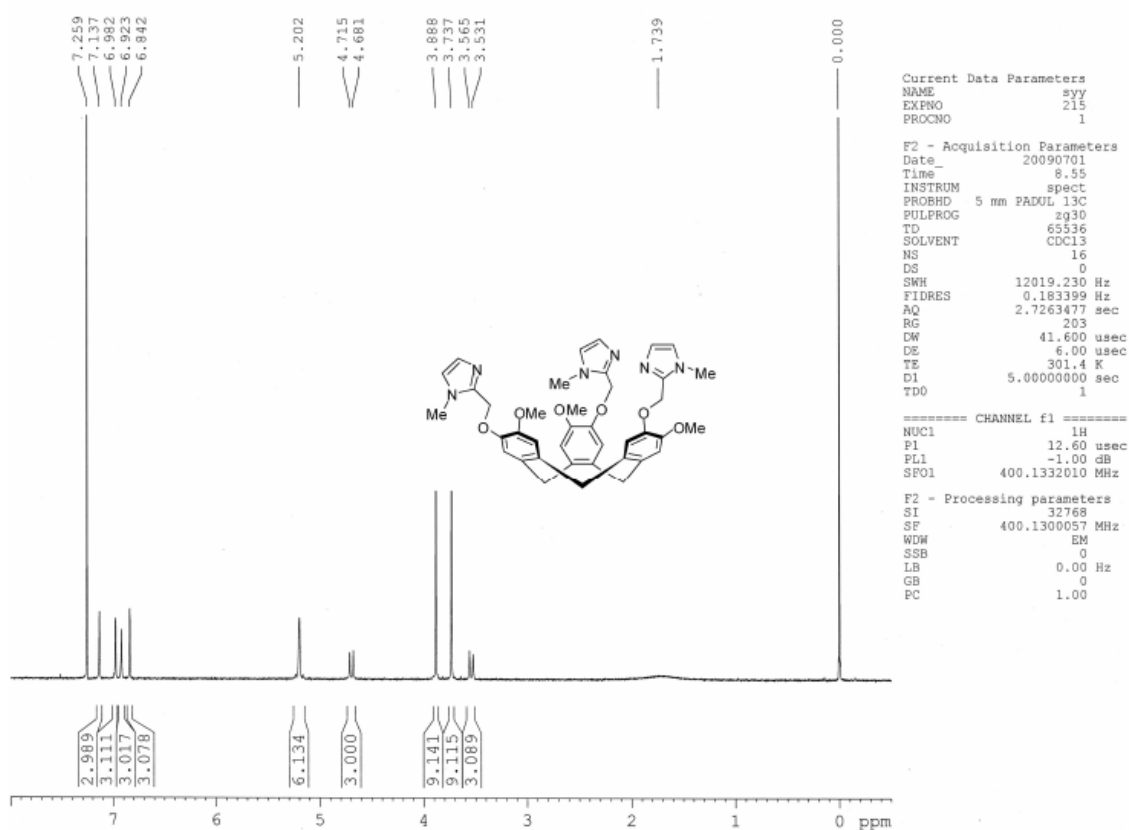 7.259
7.137
6.982
6.923
6.842
5.202
4.715
4.681
3.888
3.737
3.565
3.531
1.739
0.000
Current Data Parameters
NAME syy
EXPNO 215
PROCNO 1
F2 - Acquisition Parameters
Date_ 20090701
Time 8.55
INSTRUM spect
PROBHD 5 mm PADUL 13C
PULPROG zg30
TD 65536
SOLVENT CDCl3
NS 16
DS 0
SWH 12019.230 Hz
FIDRES 0.183399 Hz
AQ 2.7263477 sec
RG 203
DW 41.600 usec
DE 6.00 usec
TE 301.4 K
D1 5.00000000 sec
TD0 1
======== CHANNEL f1 ========
NUC1 1H
P1 12.60 usec
PL1 -1.00 dB
SFO1 400.1332010 MHz
F2 - Processing parameters
SI 32768
SF 400.1300057 MHz
WDW EM
SSB 0
LB 0.00 Hz
GB 0
PC 1.00
N N N
N Me N N Me
Me N O O
O OMe OMe OMe
2.989
3.111
3.017
3.078
6.134
3.000
9.141
9.115
3.089
7 6 5 4 3 2 1 0 ppm